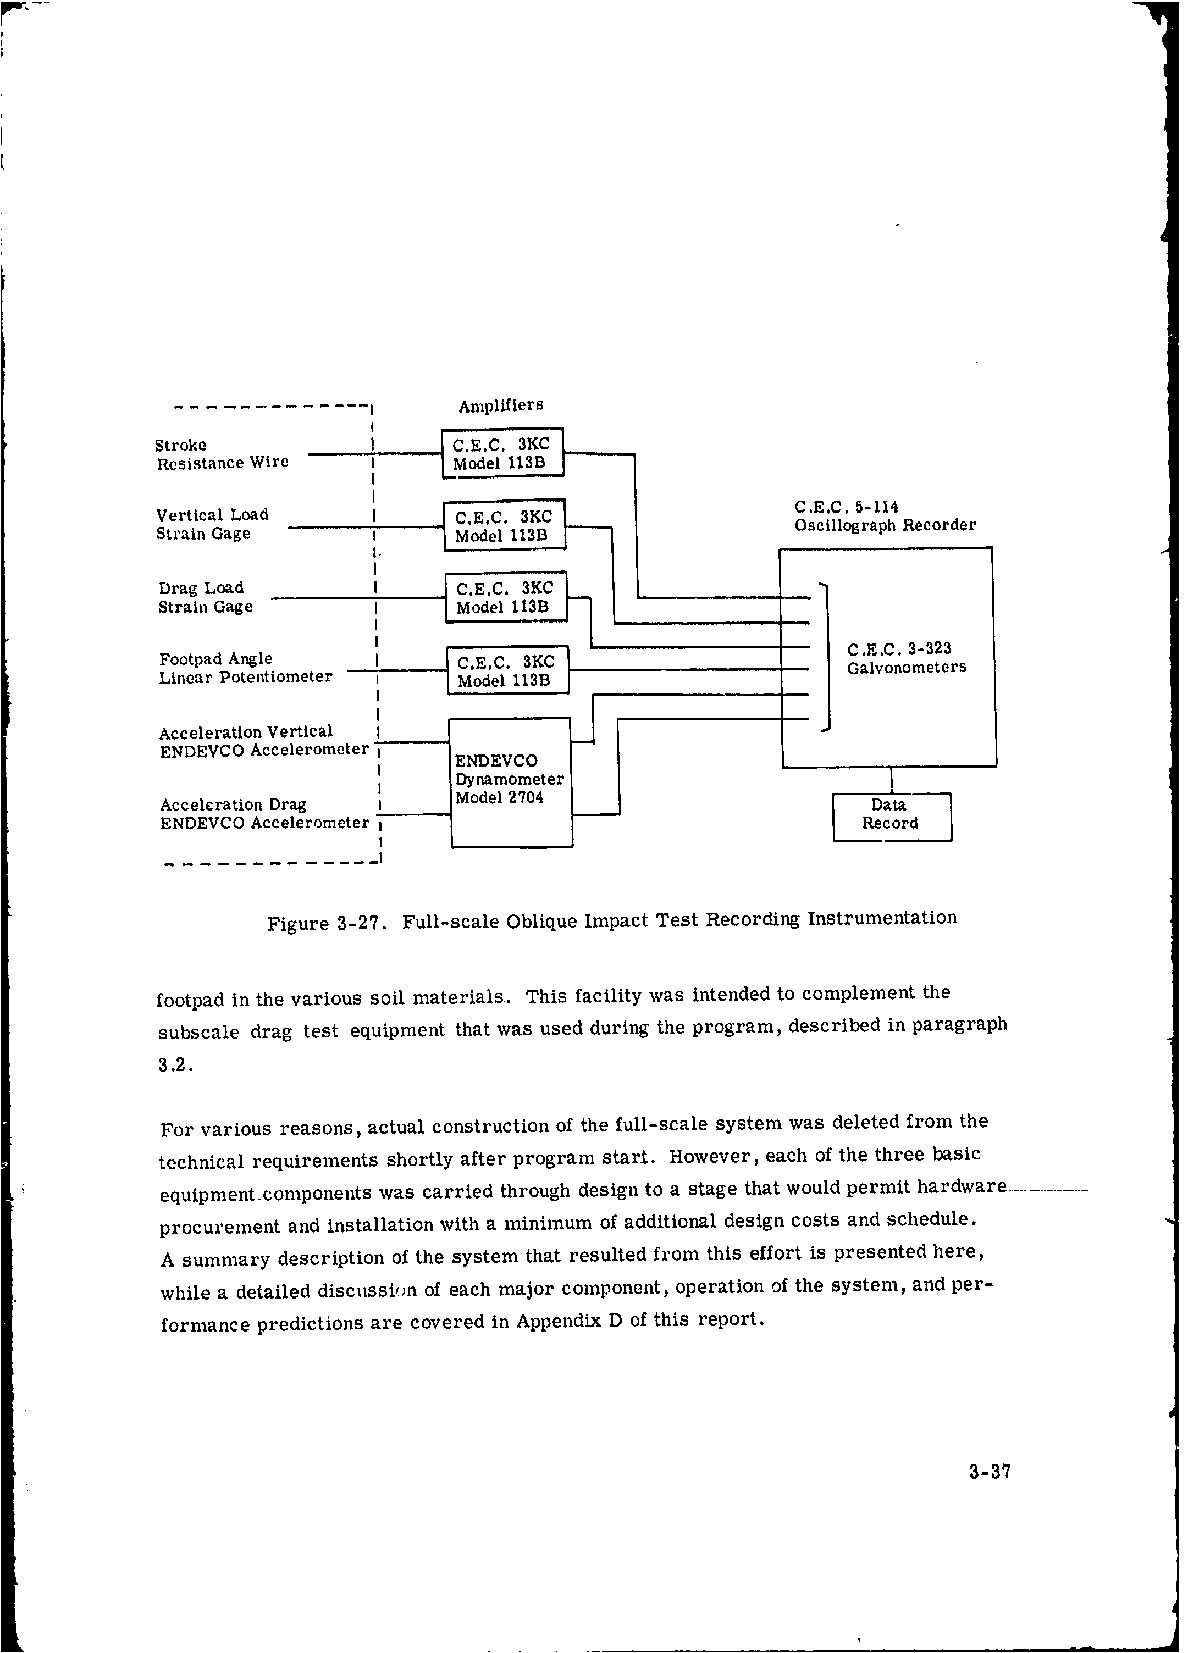 Amplifiers
Stroke
Resistance Wire
C.E.C. 3KC
Model 113B
Vertical Load
Strain Gage
C.E.C. 3KC
Model 113B
Drag Load
Strain Gage
C.E.C. 3KC
Model 113B
Footpad Angle
Linear Potentiometer
C.E.C. 3KC
Model 113B
Acceleration Vertical
ENDEVCO Accelerometer
Acceleration Drag
ENDEVCO Accelerometer
ENDEVCO
Dynamometer
Model 2704
C.E.C. 5-114
Oscillograph Recorder
C.E.C. 3-323
Galvonometers
Data
Record
Figure 3-27. Full-scale Oblique Impact Test Recording Instrumentation
footpad in the various soil materials. This facility was intended to complement the
subscale drag test equipment that was used during the program, described in paragraph
3.2.
For various reasons, actual construction of the full-scale system was deleted from the
technical requirements shortly after program start. However, each of the three basic
equipment components was carried through design to a stage that would permit hardware
procurement and installation with a minimum of additional design costs and schedule.
A summary description of the system that resulted from this effort is presented here,
while a detailed discussion of each major component, operation of the system, and per-
formance predictions are covered in Appendix D of this report.
3-37